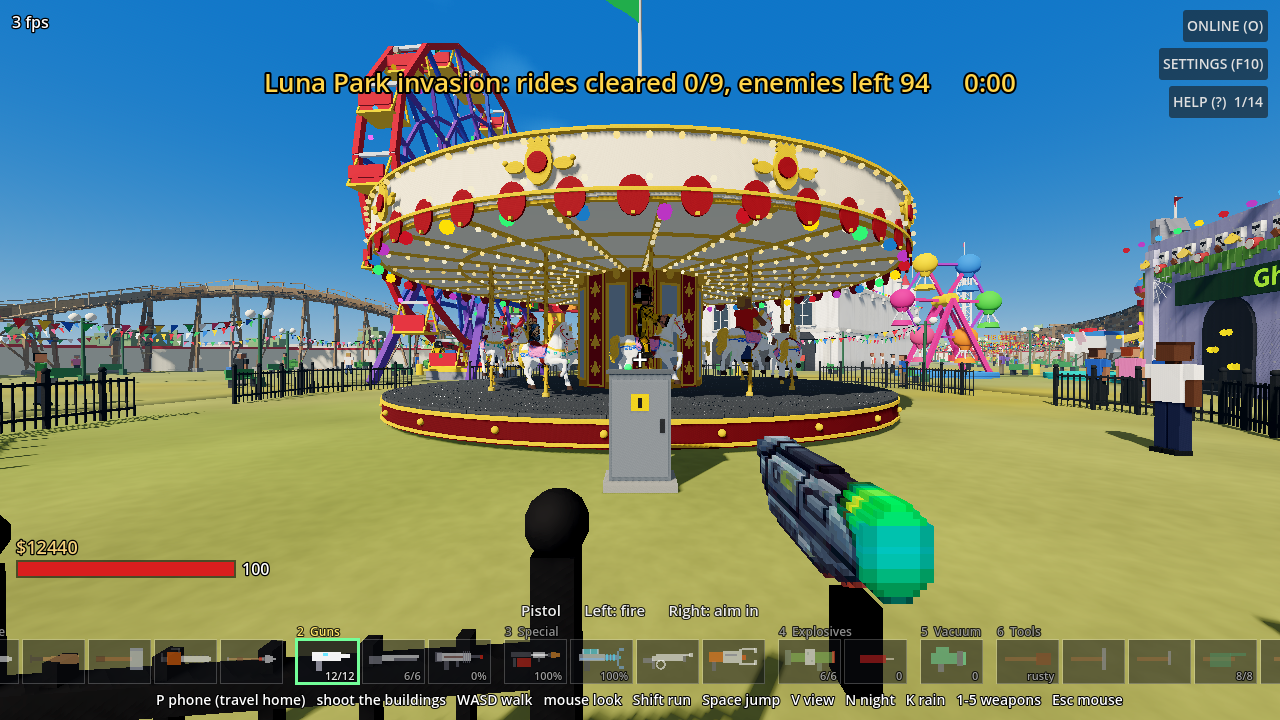 3 fps
ONLINE (O)
SETTINGS (F10)
HELP (?) 1/14
Luna Park invasion: rides cleared 0/9, enemies left 94 0:00
Gh
$12440
100
Pistol Left: fire Right: aim in
2 Guns 3 Special 4 Explosives 5 Vacuum 6 Tools
12/12 6/6 0% 100% 100% 6/6 0 0 rusty 8/8
P phone (travel home) shoot the buildings WASD walk mouse look Shift run Space jump V view N night K rain 1-5 weapons Esc mouse